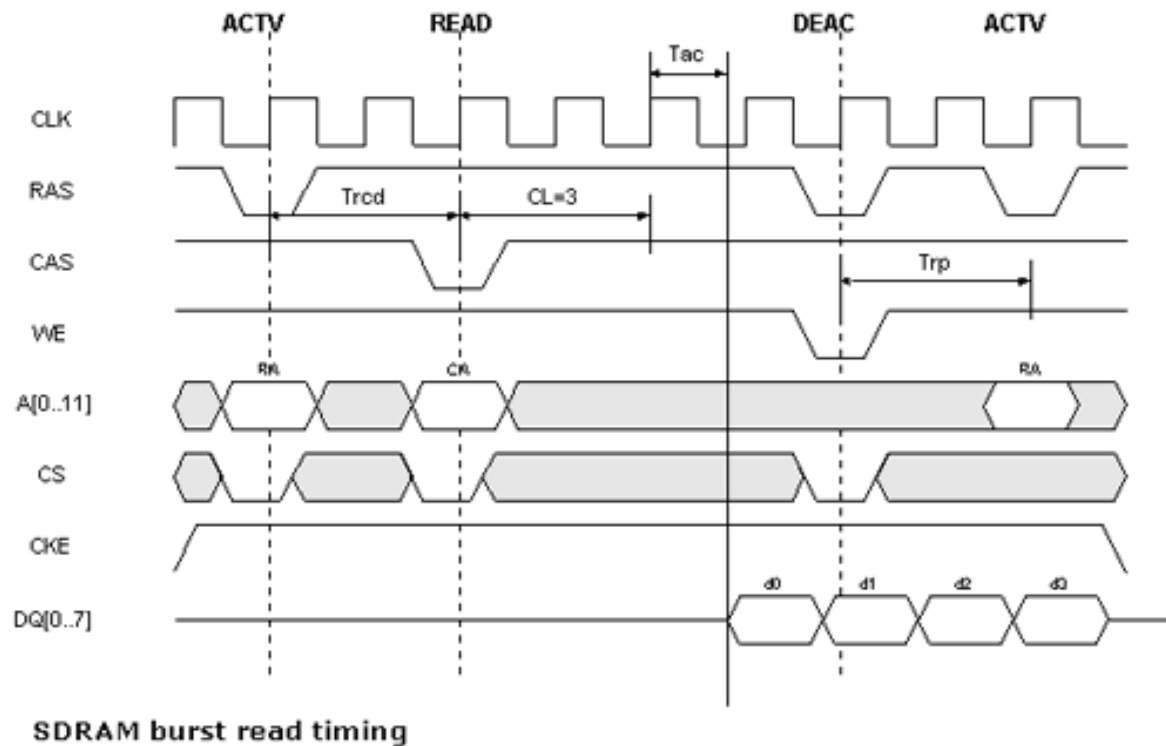 ACTV READ DEAC ACTV
Tac
CLK
RAS
Trcd CL=3
CAS
Trp
WE
RA CA RA
A[0..11]
CS
CKE
d0 d1 d2 d3
DQ[0..7]
SDRAM burst read timing